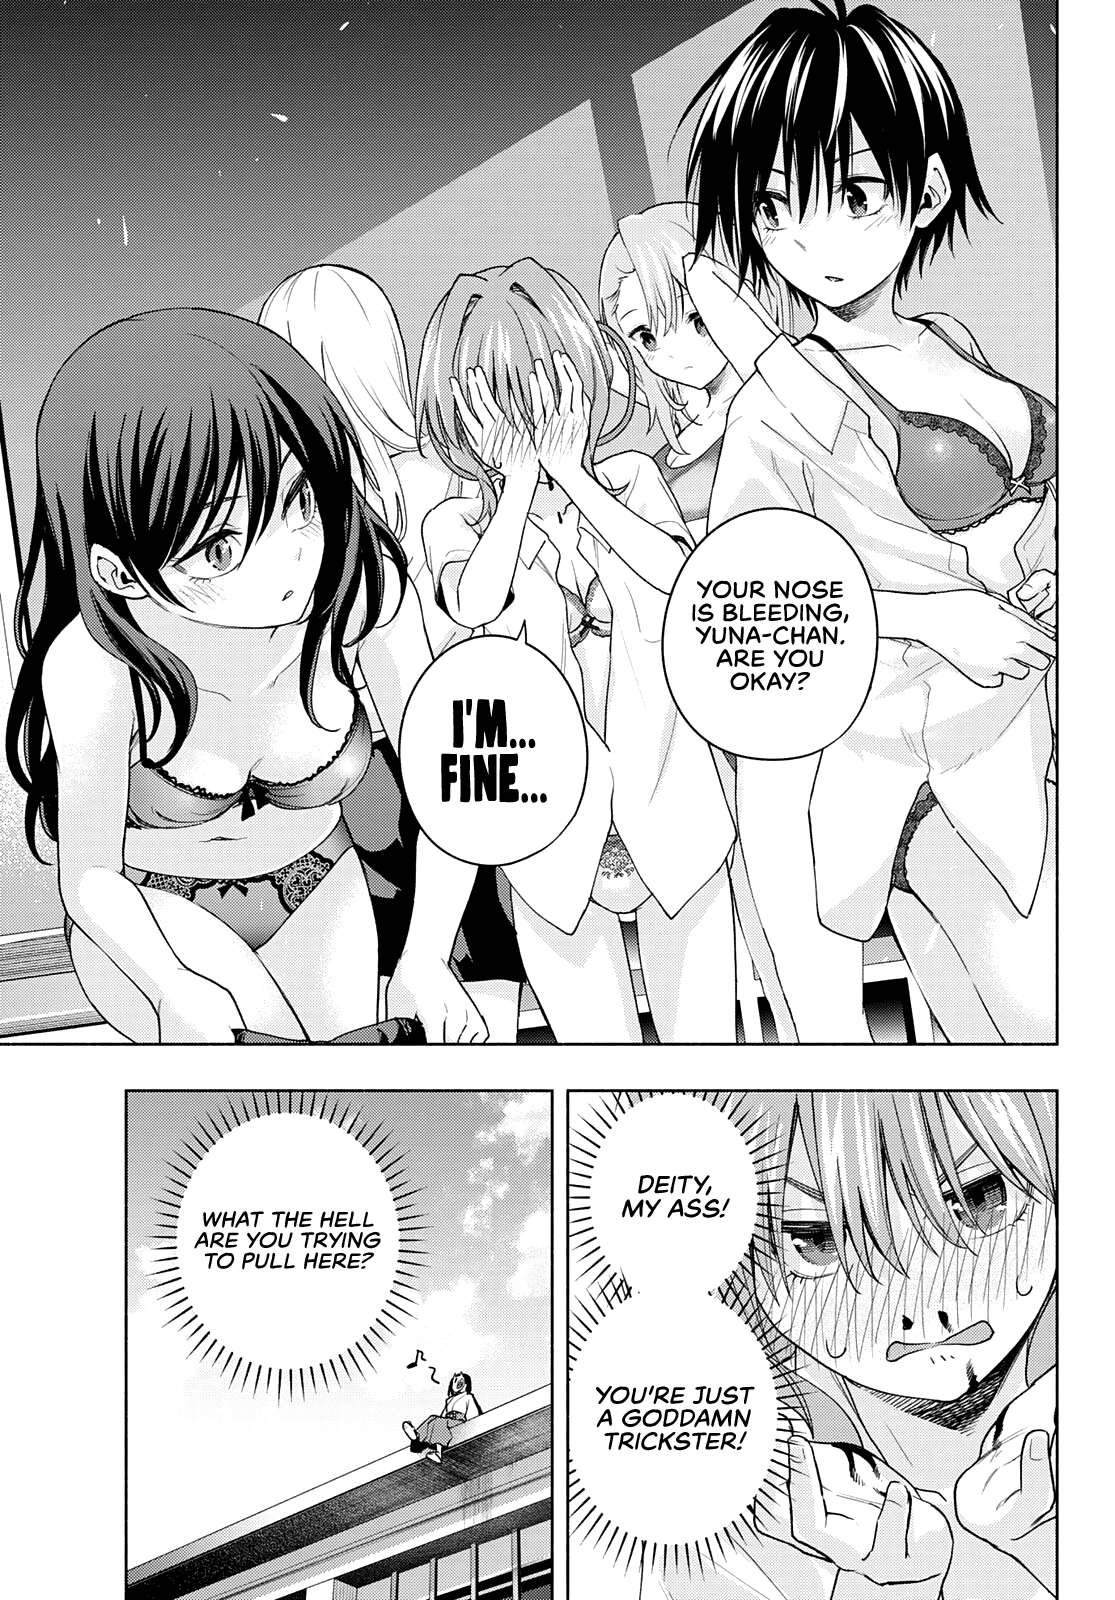 YOUR NOSE
IS BLEEDING,
YUNA-CHAN.
ARE YOU
OKAY?
I'M...
FINE...
DEITY,
MY ASS!
YOU'RE JUST
A GODDAMN
TRICKSTER!
WHAT THE HELL
ARE YOU TRYING
TO PULL HERE?